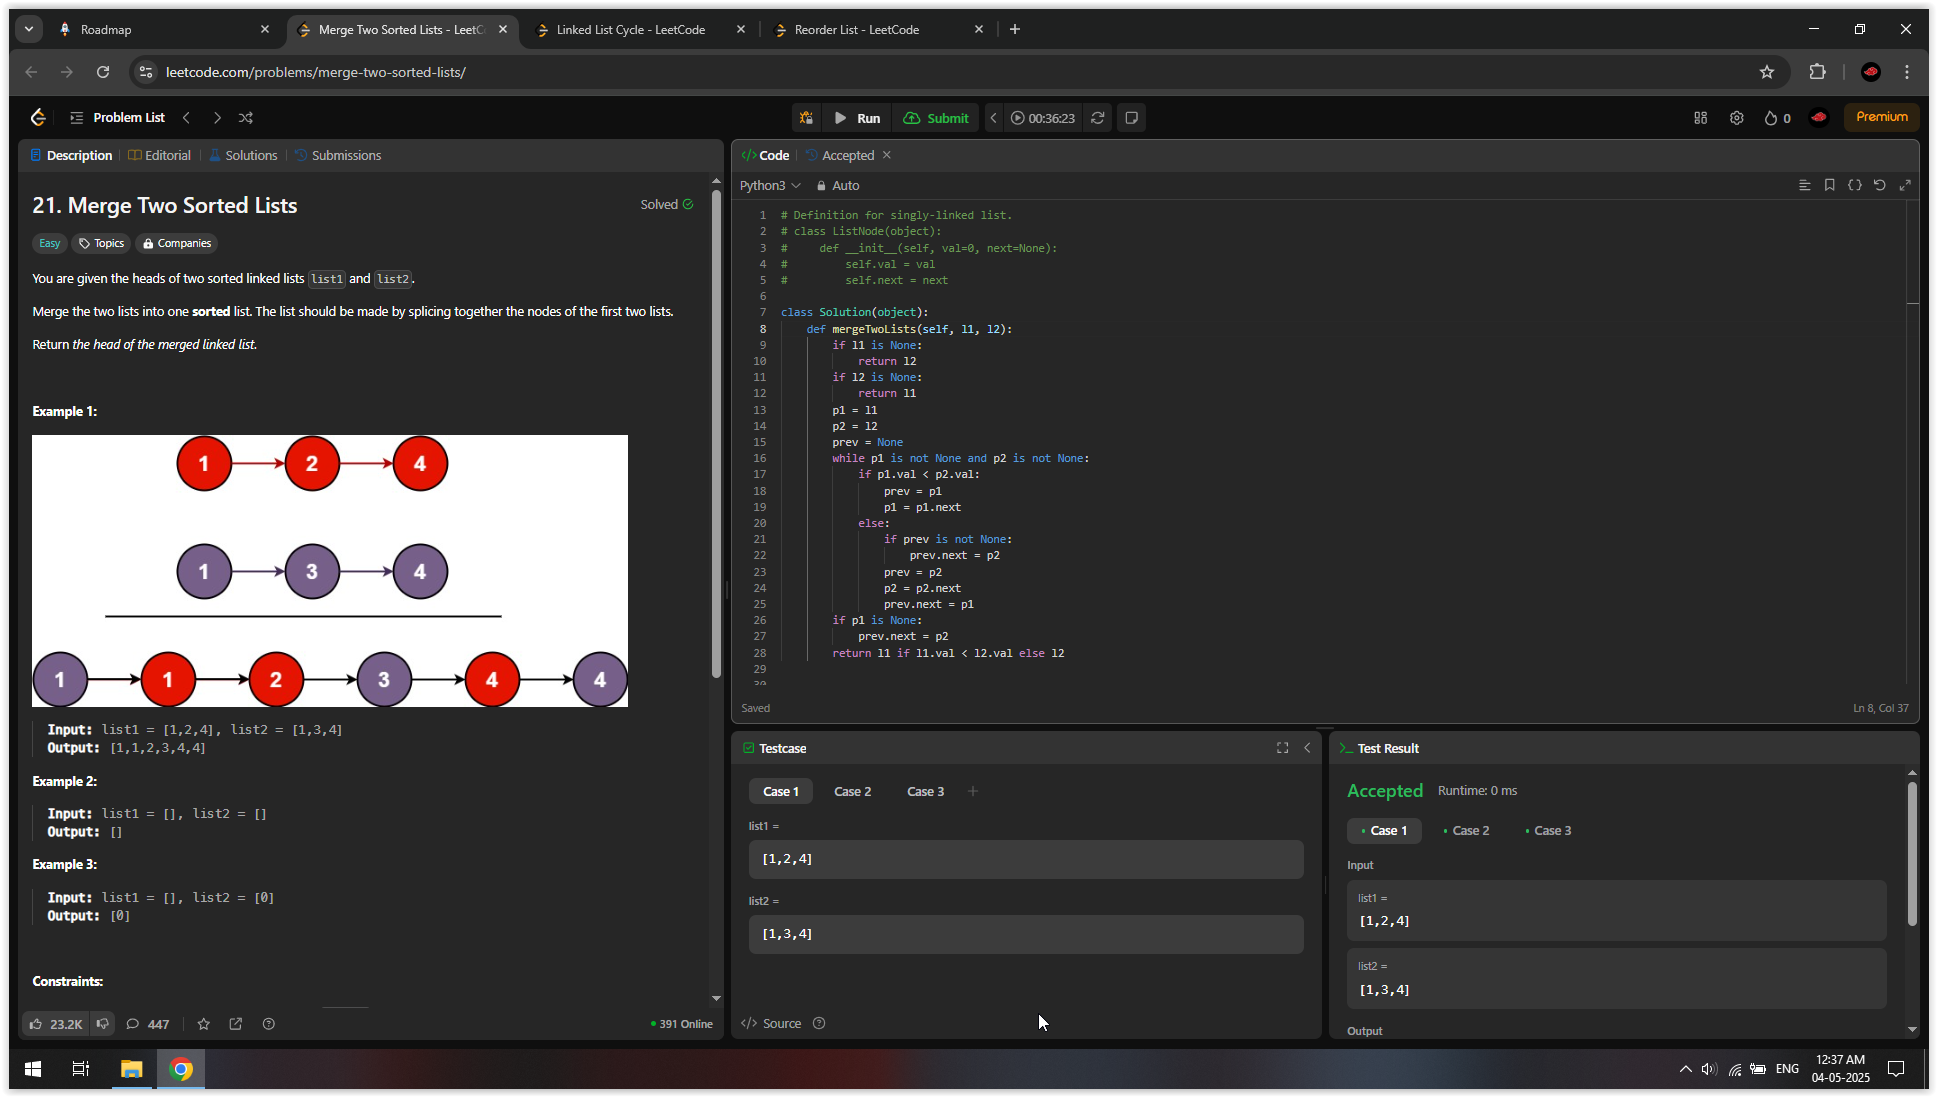 Roadmap
Merge Two Sorted Lists - LeetC
Linked List Cycle - LeetCode
Reorder List - LeetCode
leetcode.com/problems/merge-two-sorted-lists/
Problem List
Run
Submit
00:36:23
0
Premium
Description
Editorial
Solutions
Submissions
21. Merge Two Sorted Lists
Solved
Easy
Topics
Companies
You are given the heads of two sorted linked lists list1 and list2.
Merge the two lists into one sorted list. The list should be made by splicing together the nodes of the first two lists.
Return the head of the merged linked list.
Example 1:
1 2 4
1 3 4
1 1 2 3 4 4
Input: list1 = [1,2,4], list2 = [1,3,4]
Output: [1,1,2,3,4,4]
Example 2:
Input: list1 = [], list2 = []
Output: []
Example 3:
Input: list1 = [], list2 = [0]
Output: [0]
Constraints:
23.2K
447
391 Online
</> Code
Accepted
Python3
Auto
1 # Definition for singly-linked list.
2 # class ListNode(object):
3 #     def __init__(self, val=0, next=None):
4 #         self.val = val
5 #         self.next = next
6
7 class Solution(object):
8     def mergeTwoLists(self, l1, l2):
9         if l1 is None:
10             return l2
11         if l2 is None:
12             return l1
13         p1 = l1
14         p2 = l2
15         prev = None
16         while p1 is not None and p2 is not None:
17             if p1.val < p2.val:
18                 prev = p1
19                 p1 = p1.next
20             else:
21                 if prev is not None:
22                     prev.next = p2
23                 prev = p2
24                 p2 = p2.next
25                 prev.next = p1
26         if p1 is None:
27             prev.next = p2
28         return l1 if l1.val < l2.val else l2
29
30
Saved
Ln 8, Col 37
Testcase
Case 1
Case 2
Case 3
list1 =
[1,2,4]
list2 =
[1,3,4]
</> Source
Test Result
Accepted
Runtime: 0 ms
Case 1
Case 2
Case 3
Input
list1 =
[1,2,4]
list2 =
[1,3,4]
Output
ENG
12:37 AM
04-05-2025